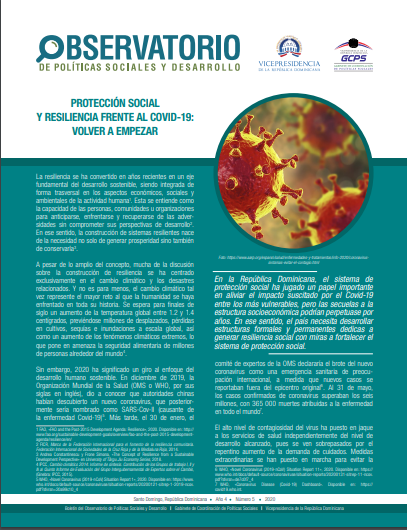 OBSERVATORIO
DE POLÍTICAS SOCIALES Y DESARROLLO
VICEPRESIDENCIA
DE LA REPÚBLICA DOMINICANA
GCPS
PROTECCIÓN SOCIAL
Y RESILIENCIA FRENTE AL COVID-19:
VOLVER A EMPEZAR
La resiliencia se ha convertido en años recientes en un eje
fundamental del desarrollo sostenible, siendo integrada de
forma trasversal en los aspectos económicos, sociales y
ambientales de la actividad humana¹. Esta se entiende como
la capacidad de las personas, comunidades u organizaciones
para anticiparse, enfrentarse y recuperarse de las adver-
sidades sin comprometer sus perspectivas de desarrollo².
En ese sentido, la construcción de sistemas resilientes nace
de la necesidad no solo de generar prosperidad sino también
de conservarla³.
A pesar de lo amplio del concepto, mucha de la discusión
sobre la construcción de resiliencia se ha centrado
exclusivamente en el cambio climático y los desastres
relacionados. Y no es para menos, el cambio climático tal
vez represente el mayor reto al que la humanidad se haya
enfrentado en toda su historia. Se espera para finales de
siglo un aumento de la temperatura global entre 1.2 y 1.4
centígrados, previéndose millones de desplazados, pérdidas
en cultivos, sequías e inundaciones a escala global, así
como un aumento de los fenómenos climáticos extremos, lo
que pone en amenaza la seguridad alimentaria de millones
de personas alrededor del mundo⁴.
Sin embargo, 2020 ha significado un giro al enfoque
del desarrollo humano sostenible. En diciembre de 2019, la
Organización Mundial de la Salud (OMS o WHO, por sus
siglas en inglés), dio a conocer que autoridades chinas
habían descubierto un nuevo coronavirus, que posterior-
mente sería nombrado como SARS-Cov-II (causante de
la enfermedad Covid-19)⁵. Más tarde, el 30 de enero, el
En la República Dominicana, el sistema de
protección social ha jugado un papel importante
en aliviar el impacto suscitado por el Covid-19
entre los más vulnerables, pero las secuelas a la
estructura socioeconómica podrían perpetuarse por
años. En ese sentido, el país necesita desarrollar
estructuras formales y permanentes dedicas a
generar resiliencia social con miras a fortalecer el
sistema de protección social.
comité de expertos de la OMS declararía el brote del nuevo
coronavirus como una emergencia sanitaria de preocu-
pación internacional, a medida que nuevos casos se
reportaban fuera del epicentro original⁶. Al 31 de mayo,
los casos confirmados de coronavirus superaban los seis
millones, con 365 000 muertes atribuidas a la enfermedad
en todo el mundo⁷.
El alto nivel de contagiosidad del virus ha puesto en jaque
a los servicios de salud independientemente del nivel de
desarrollo alcanzado, pues se ven sobrepasados por el
repentino aumento de la demanda de cuidados. Medidas
extraordinarias se han puesto en marcha para evitar la
Santo Domingo, República Dominicana • Año 4 • Número 5 • 2020
Boletín del Observatorio de Políticas Sociales y Desarrollo | Gabinete de Coordinación de Políticas Sociales | Vicepresidencia de la República Dominicana